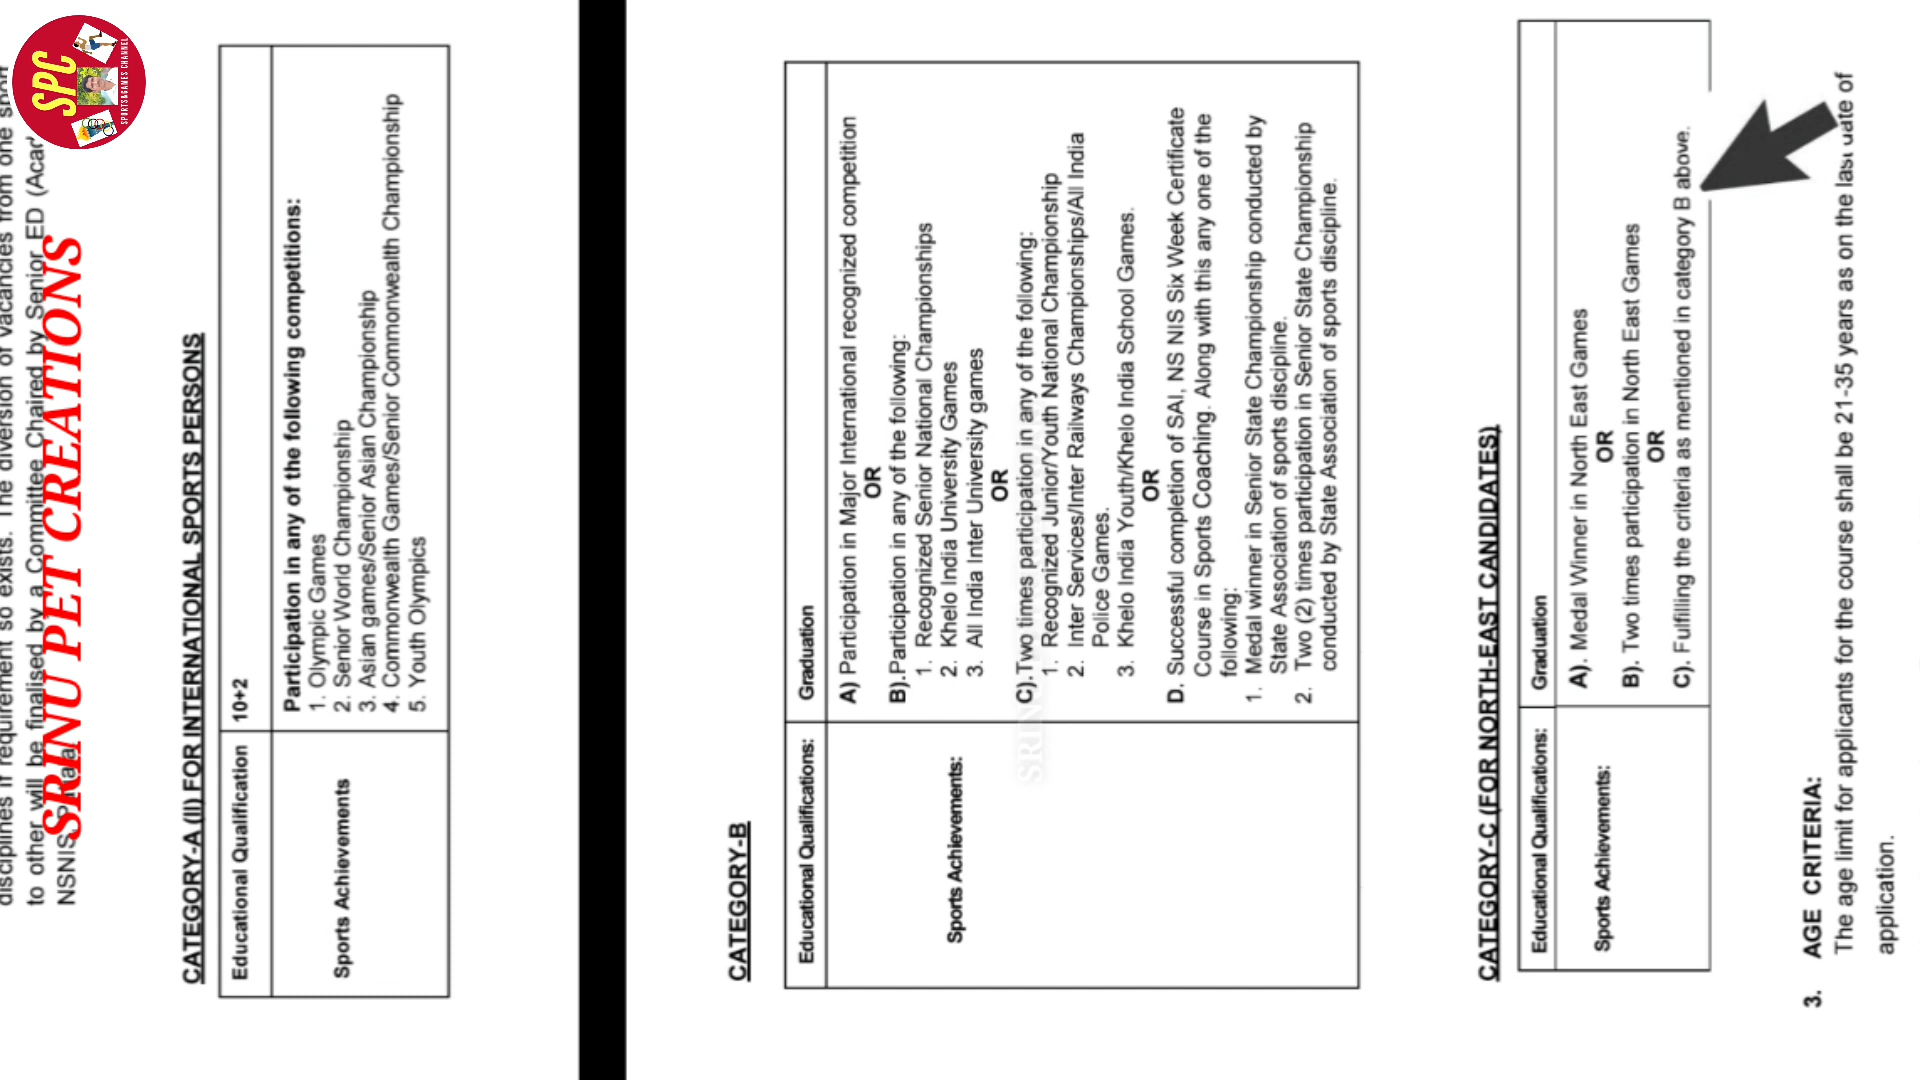 SPC
SPORTS&GAMES CHANNEL
SRINU PET CREATIONS
disciplines if requirement so exists. The diversion of vacancies from one sport
to other will be finalised by a Committee Chaired by Senior ED (Acad
NSNIS
CATEGORY-A (II) FOR INTERNATIONAL SPORTS PERSONS
Educational Qualification 10+2
Sports Achievements
Participation in any of the following competitions:
1. Olympic Games
2. Senior World Championship
3. Asian games/Senior Asian Championship
4. Commonwealth Games/Senior Commonwealth Championship
5. Youth Olympics
CATEGORY-B
Educational Qualifications: Graduation
Sports Achievements:
A) Participation in Major International recognized competition
OR
B).Participation in any of the following:
1. Recognized Senior National Championships
2. Khelo India University Games
3. All India Inter University games
OR
C).Two times participation in any of the following:
1. Recognized Junior/Youth National Championship
2. Inter Services/Inter Railways Championships/All India
Police Games.
3. Khelo India Youth/Khelo India School Games.
OR
D. Successful completion of SAI, NS NIS Six Week Certificate
Course in Sports Coaching. Along with this any one of the
following:
1. Medal winner in Senior State Championship conducted by
State Association of sports discipline.
2. Two (2) times participation in Senior State Championship
conducted by State Association of sports discipline.
SRIN
CATEGORY-C (FOR NORTH-EAST CANDIDATES)
Educational Qualifications: Graduation
Sports Achievements:
A). Medal Winner in North East Games
OR
B). Two times participation in North East Games
OR
C). Fulfilling the criteria as mentioned in category B above.
3. AGE CRITERIA:
The age limit for applicants for the course shall be 21-35 years as on the last date of
application.